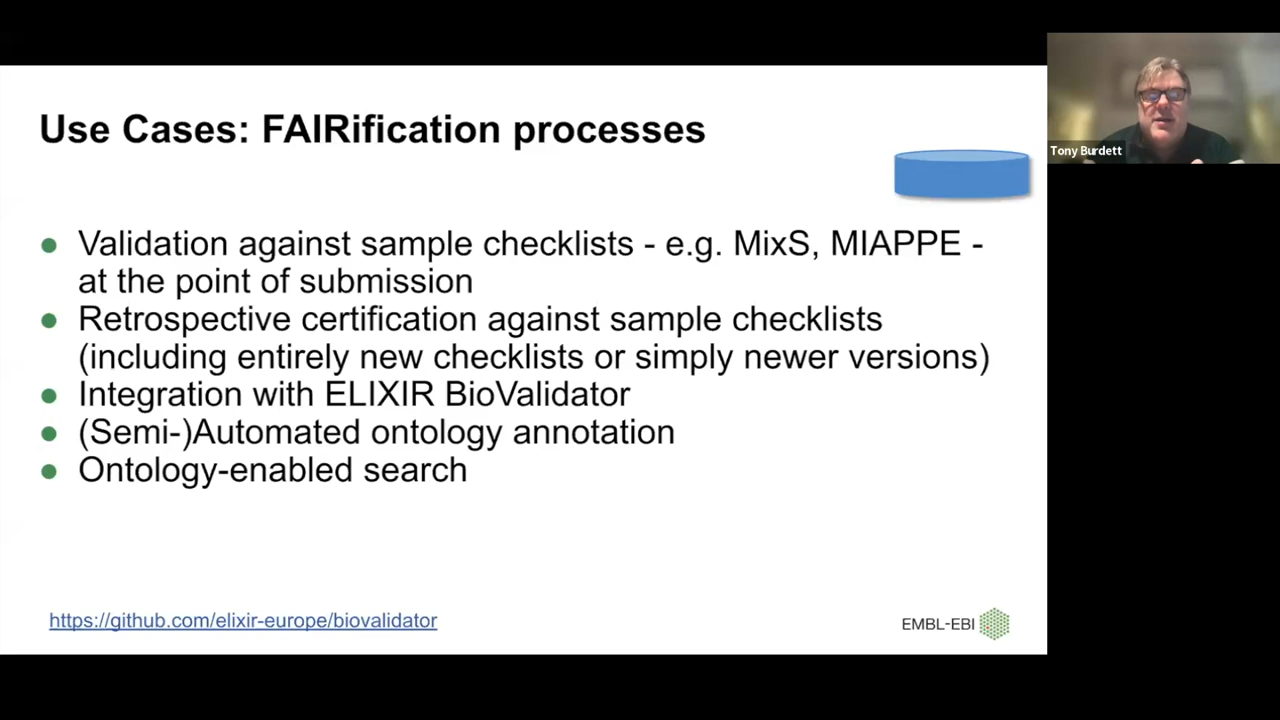 Use Cases: FAIRification processes
Tony Burdett
● Validation against sample checklists - e.g. MixS, MIAPPE -
at the point of submission
● Retrospective certification against sample checklists
(including entirely new checklists or simply newer versions)
● Integration with ELIXIR BioValidator
● (Semi-)Automated ontology annotation
● Ontology-enabled search
https://github.com/elixir-europe/biovalidator
EMBL-EBI